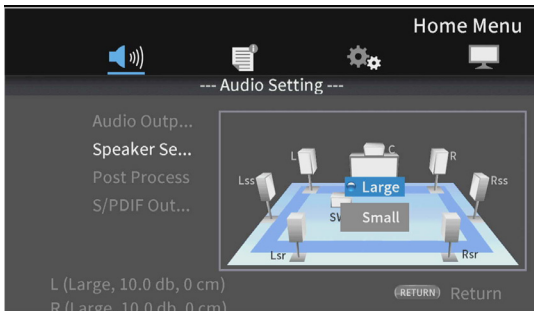 Home Menu
--- Audio Setting ---
Audio Outp...
Speaker Se...
Post Process
S/PDIF Out...
L
C
R
Lss
Rss
Large
Small
Lsr
Rsr
L (Large, 10.0 db, 0 cm)
R (Large, 10.0 db, 0 cm)
RETURN Return